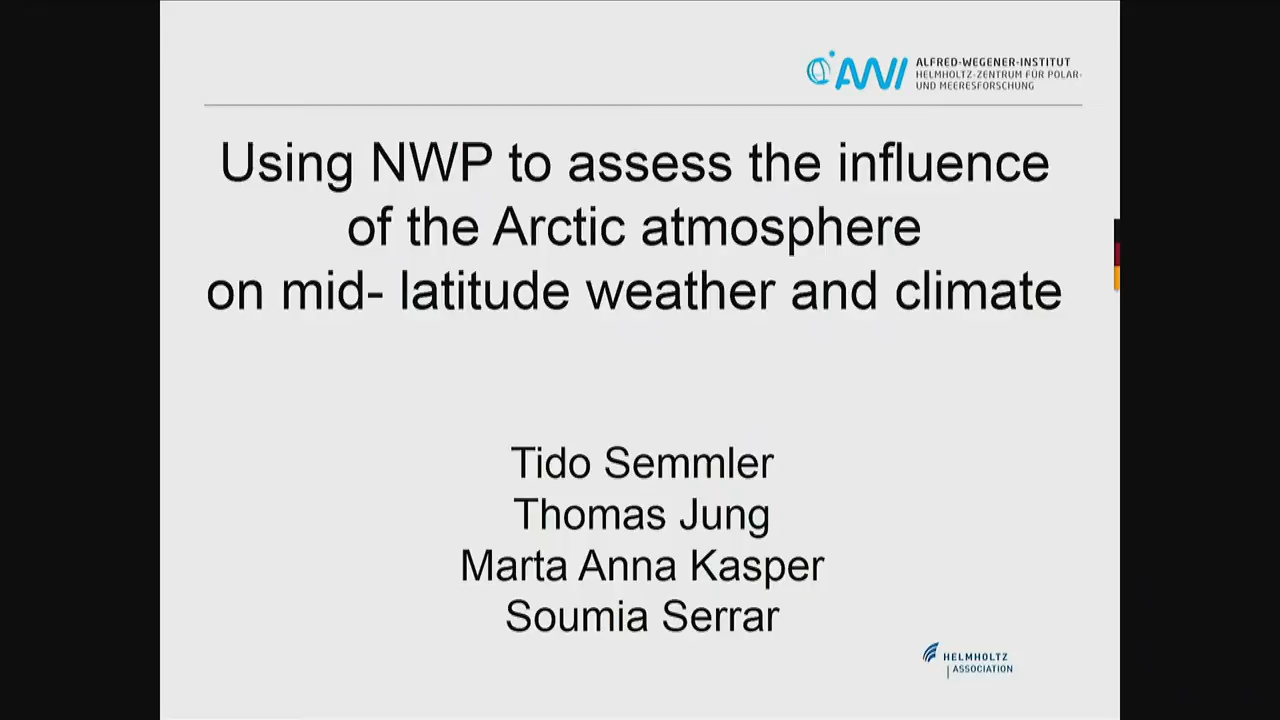 AWI
ALFRED-WEGENER-INSTITUT
HELMHOLTZ-ZENTRUM FÜR POLAR-
UND MEERESFORSCHUNG
Using NWP to assess the influence
of the Arctic atmosphere
on mid- latitude weather and climate
Tido Semmler
Thomas Jung
Marta Anna Kasper
Soumia Serrar
HELMHOLTZ
ASSOCIATION